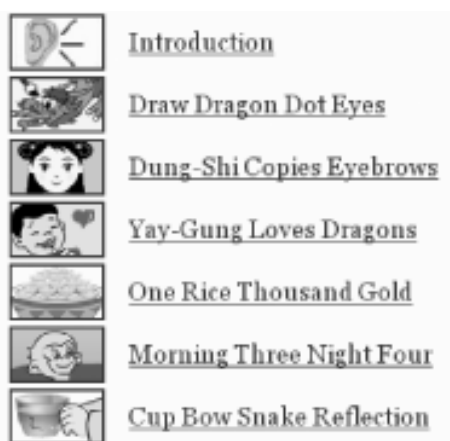 Introduction
Draw Dragon Dot Eyes
Dung-Shi Copies Eyebrows
Yay-Gung Loves Dragons
One Rice Thousand Gold
Morning Three Night Four
Cup Bow Snake Reflection